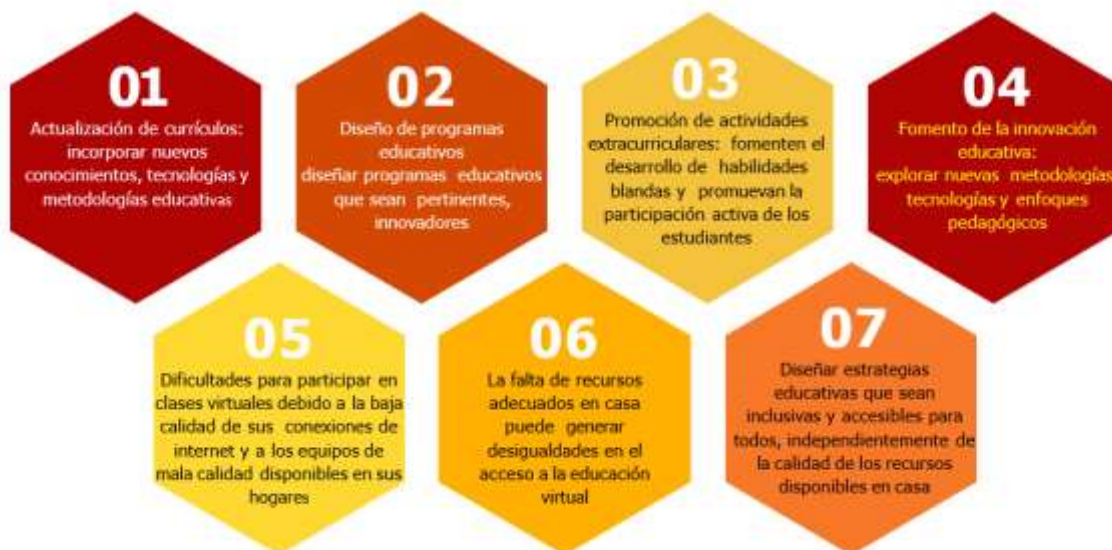 01
Actualización de currículos:
incorporar nuevos
conocimientos, tecnologías y
metodologías educativas
02
Diseño de programas
educativos
diseñar programas educativos
que sean pertinentes,
innovadores
03
Promoción de actividades
extracurriculares: fomenten el
desarrollo de habilidades
blandas y promuevan la
participación activa de los
estudiantes
04
Fomento de la innovación
educativa:
explorar nuevas metodologías,
tecnologías y enfoques
pedagógicos
05
Dificultades para participar en
clases virtuales debido a la baja
calidad de sus conexiones de
internet y a los equipos de
mala calidad disponibles en sus
hogares
06
La falta de recursos
adecuados en casa
puede generar
desigualdades en el
acceso a la educación
virtual
07
Diseñar estrategias
educativas que sean
inclusivas y accesibles para
todos, independientemente de
la calidad de los recursos
disponibles en casa